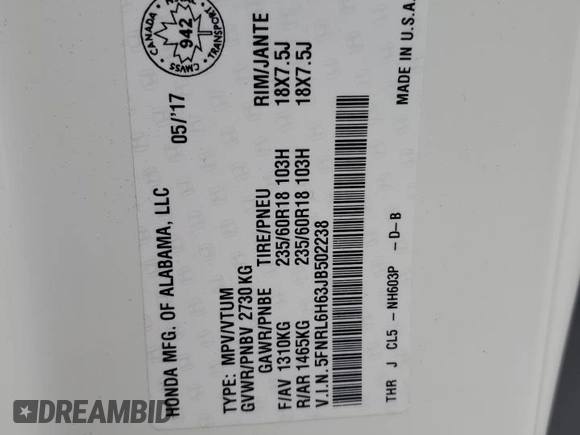 HONDA MFG. OF ALABAMA, LLC 05/'17
TYPE: MPV/VTUM
GVWR/PNBV 2730 KG
GAWR/PNBE TIRE/PNEU RIM/JANTE
F/AV 1310KG 235/60R18 103H 18X7.5J
R/AR 1465KG 235/60R18 103H 18X7.5J
V.I.N. 5FNRL6H63JB502238
THR J CL5 - NH603P - D-B MADE IN U.S.A.
CANADA
942
TRANSPORT
CMVSS
DREAMBID